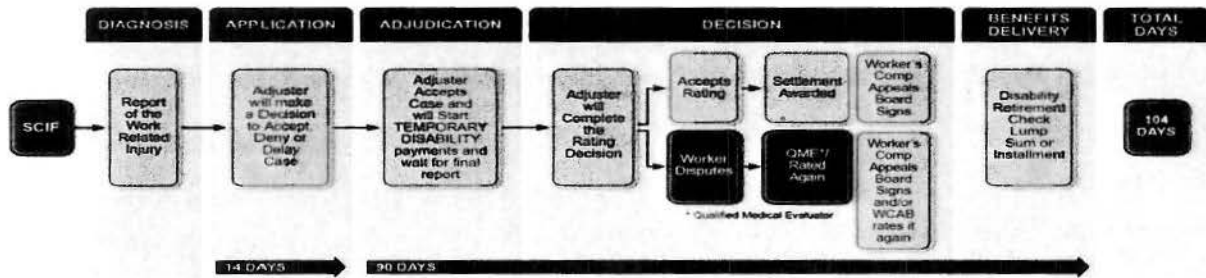 DIAGNOSIS
APPLICATION
ADJUDICATION
DECISION
BENEFITS
DELIVERY
TOTAL
DAYS
SCIF
Report
of the
Work
Related
Injury
Adjuster
will make
a Decision
to Accept,
Deny or
Delay
Case
Adjuster
Accepts
Case and
will Start
TEMPORARY
DISABILITY
payments and
wait for final
report
Adjuster
will
Complete
the
Rating
Decision
Accepts
Rating
Settlement
Awarded
Worker's
Comp
Appeals
Board
Signs
Worker
Disputes
QME*/
Rated
Again
Worker's
Comp
Appeals
Board
Signs
and/or
WCAB
rates it
again
* Qualified Medical Evaluator
Disability
Retirement
Check
Lump
Sum or
Installment
104
DAYS
14 DAYS
90 DAYS